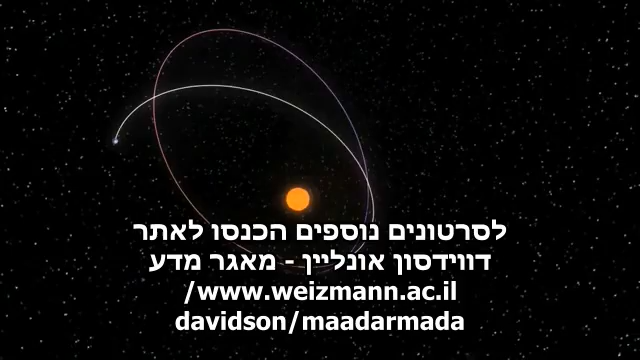 לסרטונים נוספים הכנסו לאתר
דווידסון אונליין - מאגר מדע
/www.weizmann.ac.il
davidson/maadarmada